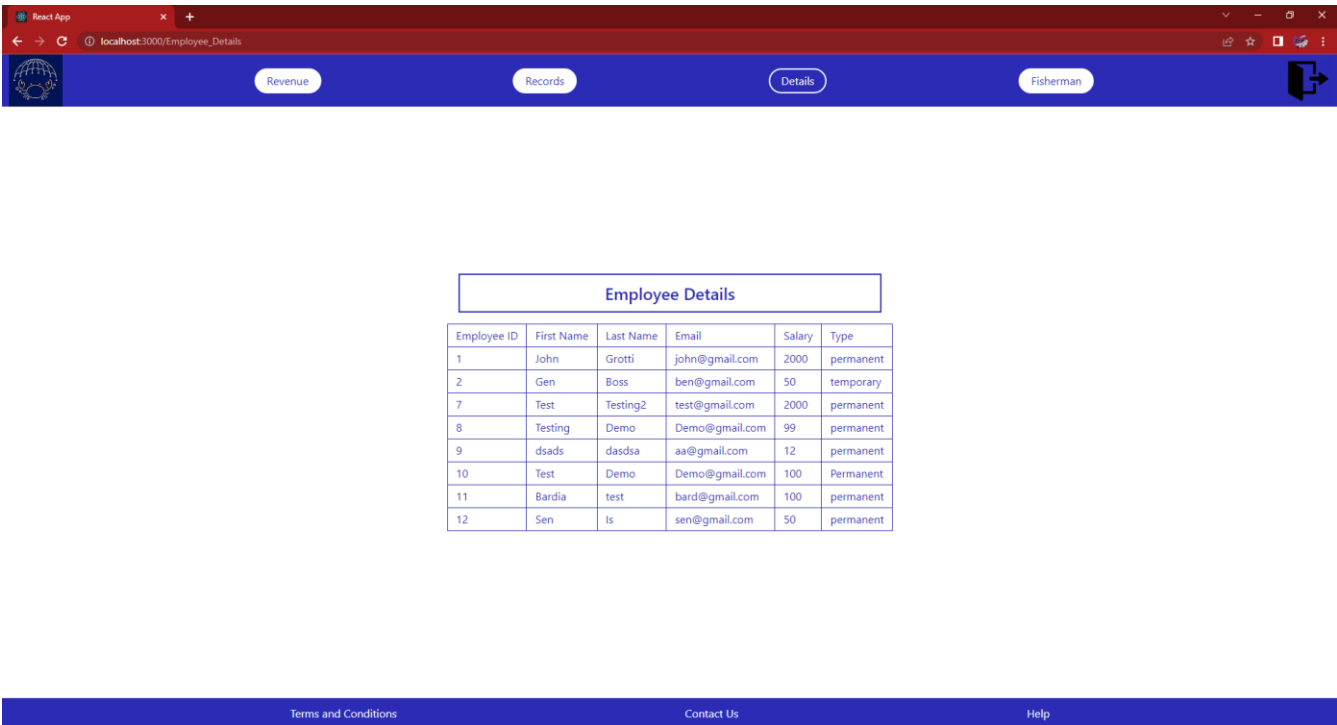 React App
localhost:3000/Employee_Details
Revenue Records Details Fisherman
Employee Details
Employee ID First Name Last Name Email Salary Type
1 John Grotti john@gmail.com 2000 permanent
2 Gen Boss ben@gmail.com 50 temporary
7 Test Testing2 test@gmail.com 2000 permanent
8 Testing Demo Demo@gmail.com 99 permanent
9 dsads dasdsa aa@gmail.com 12 permanent
10 Test Demo Demo@gmail.com 100 Permanent
11 Bardia test bard@gmail.com 100 permanent
12 Sen Is sen@gmail.com 50 permanent
Terms and Conditions Contact Us Help